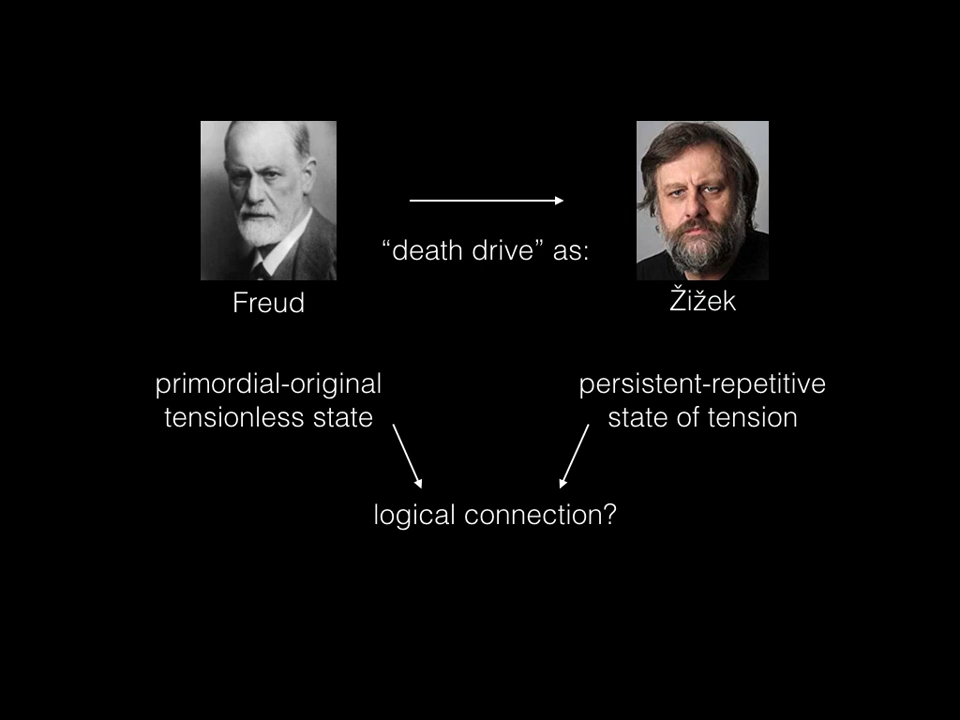 “death drive” as:
Freud
Žižek
primordial-original
tensionless state
persistent-repetitive
state of tension
logical connection?